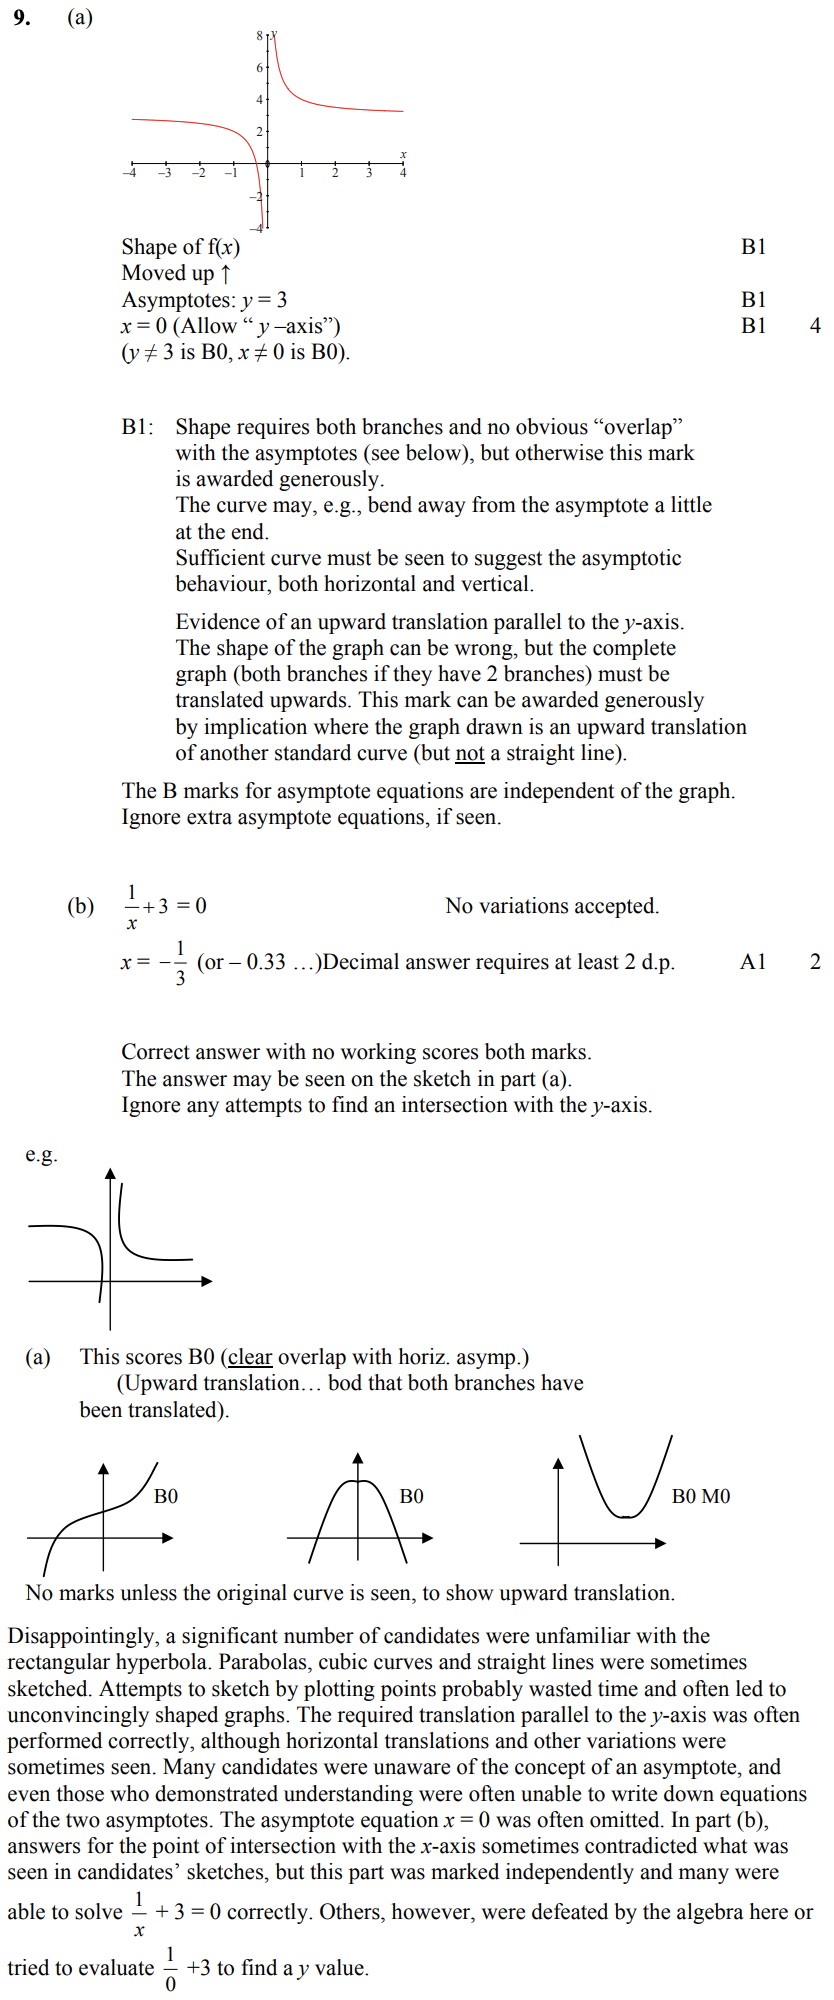 9. (a)
8 y
6
4
2
x
-4 -3 -2 -1 0 1 2 3 4
-2
-4
Shape of f(x) B1
Moved up ↑
Asymptotes: y = 3 B1
x = 0 (Allow “ y –axis”) B1 4
(y ≠ 3 is B0, x ≠ 0 is B0).
B1: Shape requires both branches and no obvious “overlap”
with the asymptotes (see below), but otherwise this mark
is awarded generously.
The curve may, e.g., bend away from the asymptote a little
at the end.
Sufficient curve must be seen to suggest the asymptotic
behaviour, both horizontal and vertical.
Evidence of an upward translation parallel to the y-axis.
The shape of the graph can be wrong, but the complete
graph (both branches if they have 2 branches) must be
translated upwards. This mark can be awarded generously
by implication where the graph drawn is an upward translation
of another standard curve (but not a straight line).
The B marks for asymptote equations are independent of the graph.
Ignore extra asymptote equations, if seen.
(b) 1/x + 3 = 0 No variations accepted.
x = – 1/3 (or – 0.33 …)Decimal answer requires at least 2 d.p. A1 2
Correct answer with no working scores both marks.
The answer may be seen on the sketch in part (a).
Ignore any attempts to find an intersection with the y-axis.
e.g.
(a) This scores B0 (clear overlap with horiz. asymp.)
(Upward translation… bod that both branches have
been translated).
B0 B0 B0 M0
No marks unless the original curve is seen, to show upward translation.
Disappointingly, a significant number of candidates were unfamiliar with the
rectangular hyperbola. Parabolas, cubic curves and straight lines were sometimes
sketched. Attempts to sketch by plotting points probably wasted time and often led to
unconvincingly shaped graphs. The required translation parallel to the y-axis was often
performed correctly, although horizontal translations and other variations were
sometimes seen. Many candidates were unaware of the concept of an asymptote, and
even those who demonstrated understanding were often unable to write down equations
of the two asymptotes. The asymptote equation x = 0 was often omitted. In part (b),
answers for the point of intersection with the x-axis sometimes contradicted what was
seen in candidates’ sketches, but this part was marked independently and many were
able to solve 1/x + 3 = 0 correctly. Others, however, were defeated by the algebra here or
tried to evaluate 1/0 +3 to find a y value.